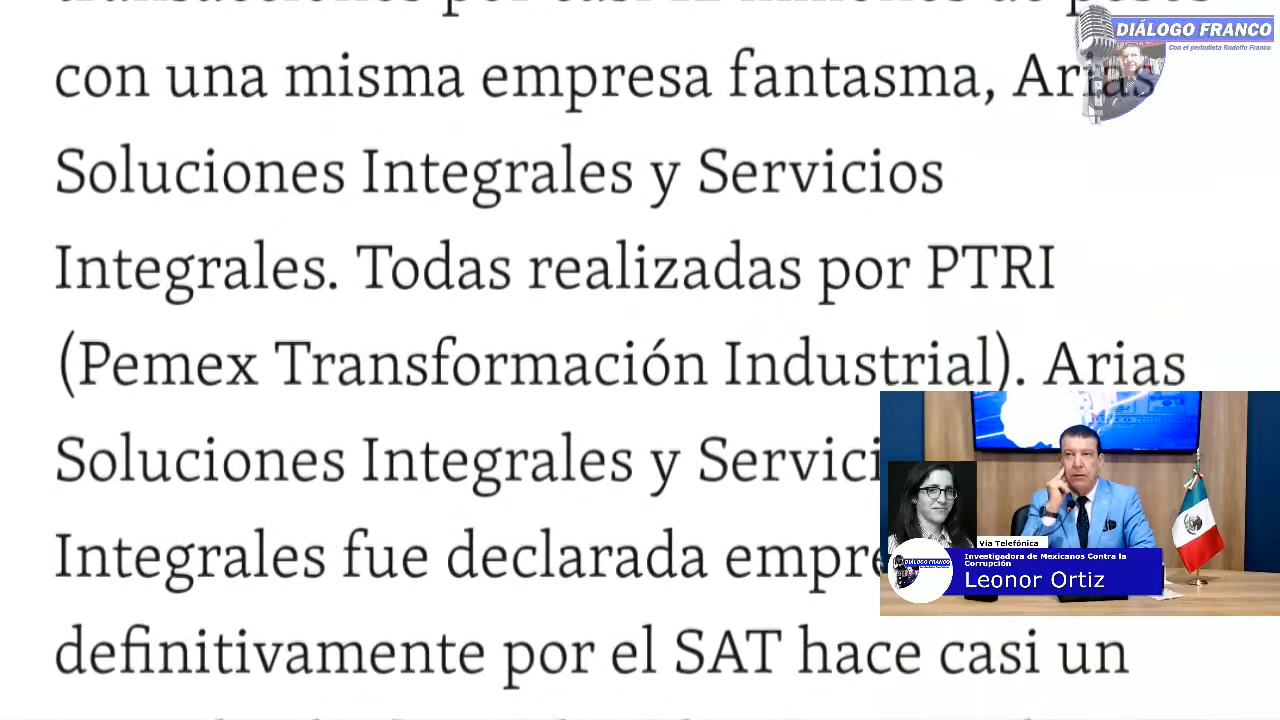 con una misma empresa fantasma, Arias
Soluciones Integrales y Servicios
Integrales. Todas realizadas por PTRI
(Pemex Transformación Industrial). Arias
Soluciones Integrales y Servici
Integrales fue declarada empre
definitivamente por el SAT hace casi un
DIÁLOGO FRANCO
Con el periodista Rodolfo Franco
Vía Telefónica
Investigadora de Mexicanos Contra la
Corrupción
Leonor Ortiz
DIÁLOGO FRANCO